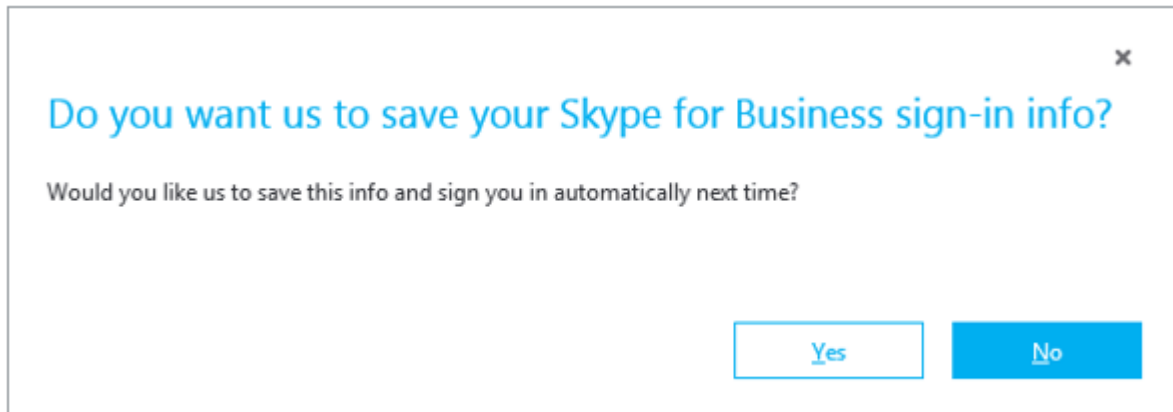 Do you want us to save your Skype for Business sign-in info?
Would you like us to save this info and sign you in automatically next time?
Yes
No